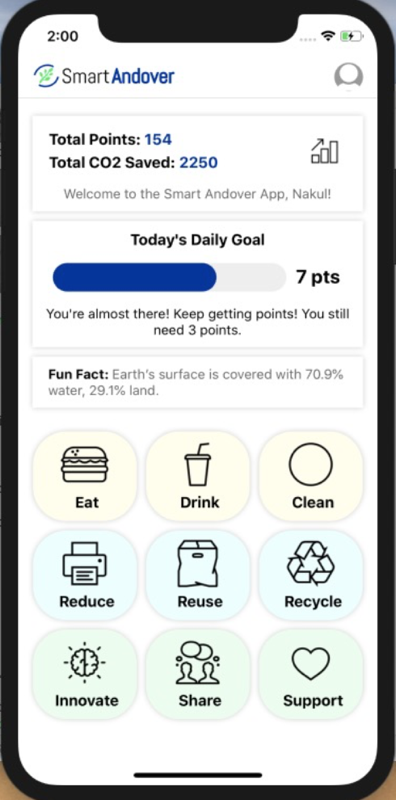 2:00
SmartAndover
Total Points: 154
Total CO2 Saved: 2250
Welcome to the Smart Andover App, Nakul!
Today's Daily Goal
7 pts
You're almost there! Keep getting points! You still
need 3 points.
Fun Fact: Earth's surface is covered with 70.9%
water, 29.1% land.
Eat
Drink
Clean
Reduce
Reuse
Recycle
Innovate
Share
Support